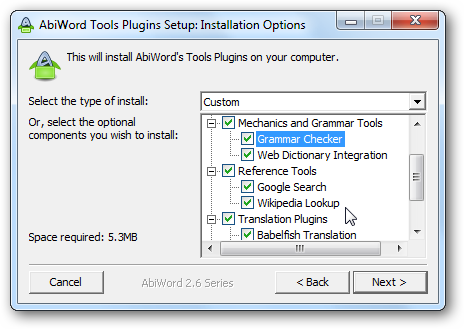 AbiWord Tools Plugins Setup: Installation Options
This will install AbiWord's Tools Plugins on your computer.
Select the type of install:
Custom
Or, select the optional
components you wish to install:
Mechanics and Grammar Tools
Grammar Checker
Web Dictionary Integration
Reference Tools
Google Search
Wikipedia Lookup
Translation Plugins
Babelfish Translation
Space required: 5.3MB
Cancel
AbiWord 2.6 Series
< Back
Next >